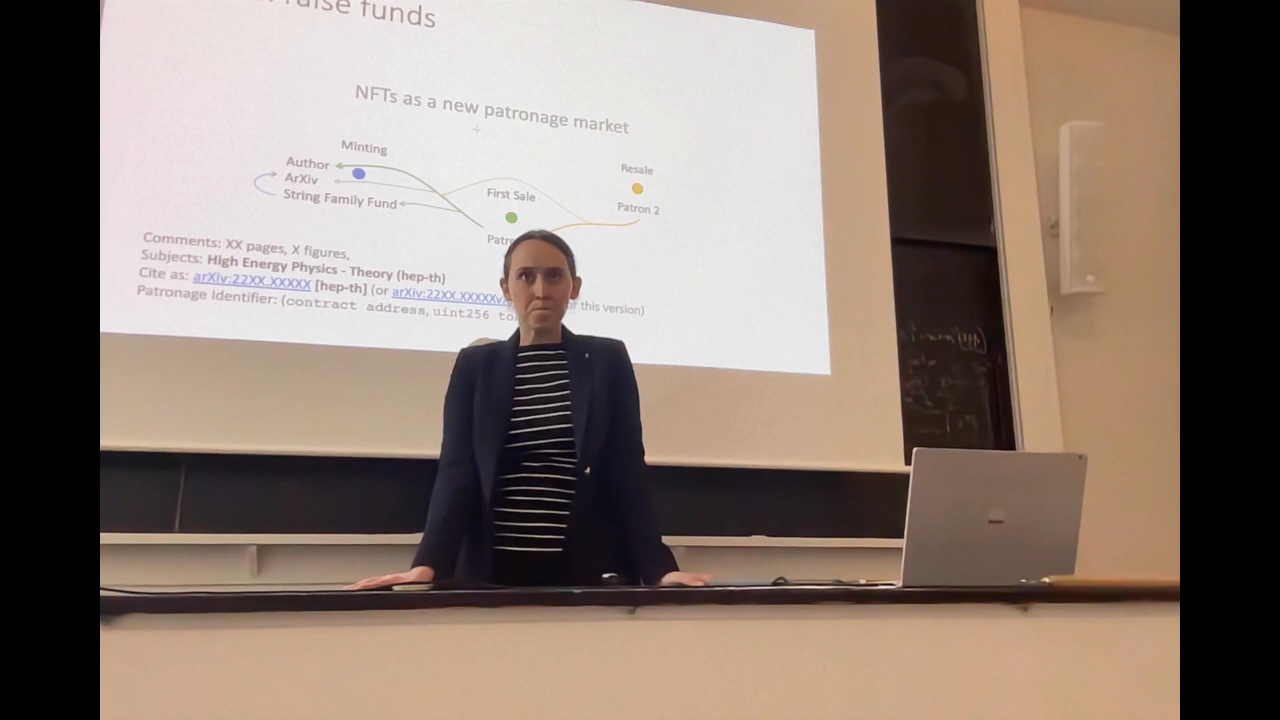 raise funds
NFTs as a new patronage market
Minting
Author
ArXiv
String Family Fund
First Sale
Resale
Patron 2
Comments: XX pages, X figures,
Subjects: High Energy Physics - Theory (hep-th)
Cite as: arXiv:22XX.XXXXX [hep-th] (or arXiv:22XX.XXXXXv this version)
Patronage Identifier: (contract address, uint256